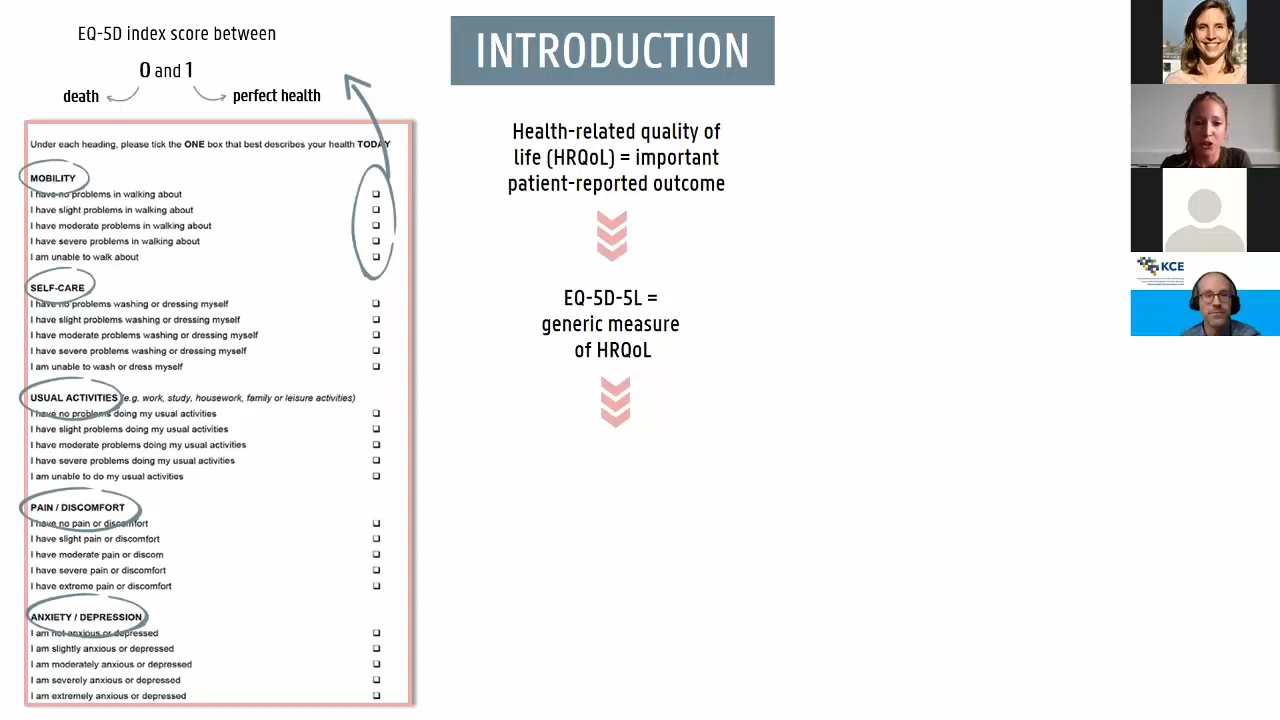 EQ-5D index score between
0 and 1
death
perfect health
Under each heading, please tick the ONE box that best describes your health TODAY
MOBILITY
I have no problems in walking about
I have slight problems in walking about
I have moderate problems in walking about
I have severe problems in walking about
I am unable to walk about
SELF-CARE
I have no problems washing or dressing myself
I have slight problems washing or dressing myself
I have moderate problems washing or dressing myself
I have severe problems washing or dressing myself
I am unable to wash or dress myself
USUAL ACTIVITIES (e.g. work, study, housework, family or leisure activities)
I have no problems doing my usual activities
I have slight problems doing my usual activities
I have moderate problems doing my usual activities
I have severe problems doing my usual activities
I am unable to do my usual activities
PAIN / DISCOMFORT
I have no pain or discomfort
I have slight pain or discomfort
I have moderate pain or discom
I have severe pain or discomfort
I have extreme pain or discomfort
ANXIETY / DEPRESSION
I am not anxious or depressed
I am slightly anxious or depressed
I am moderately anxious or depressed
I am severely anxious or depressed
I am extremely anxious or depressed
INTRODUCTION
Health-related quality of
life (HRQoL) = important
patient-reported outcome
EQ-5D-5L =
generic measure
of HRQoL
KCE